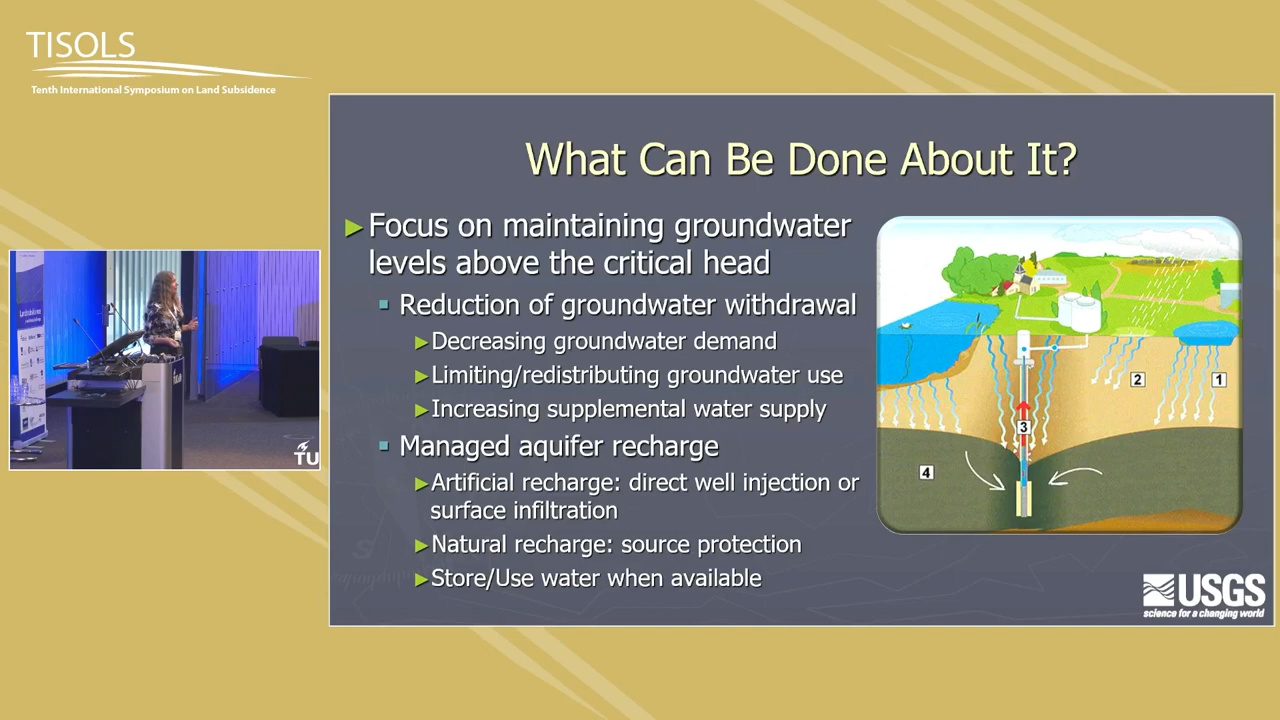 TISOLS
Tenth International Symposium on Land Subsidence
What Can Be Done About It?
Focus on maintaining groundwater
levels above the critical head
Reduction of groundwater withdrawal
Decreasing groundwater demand
Limiting/redistributing groundwater use
Increasing supplemental water supply
Managed aquifer recharge
Artificial recharge: direct well injection or
surface infiltration
Natural recharge: source protection
Store/Use water when available
2
1
3
4
USGS
science for a changing world
TU